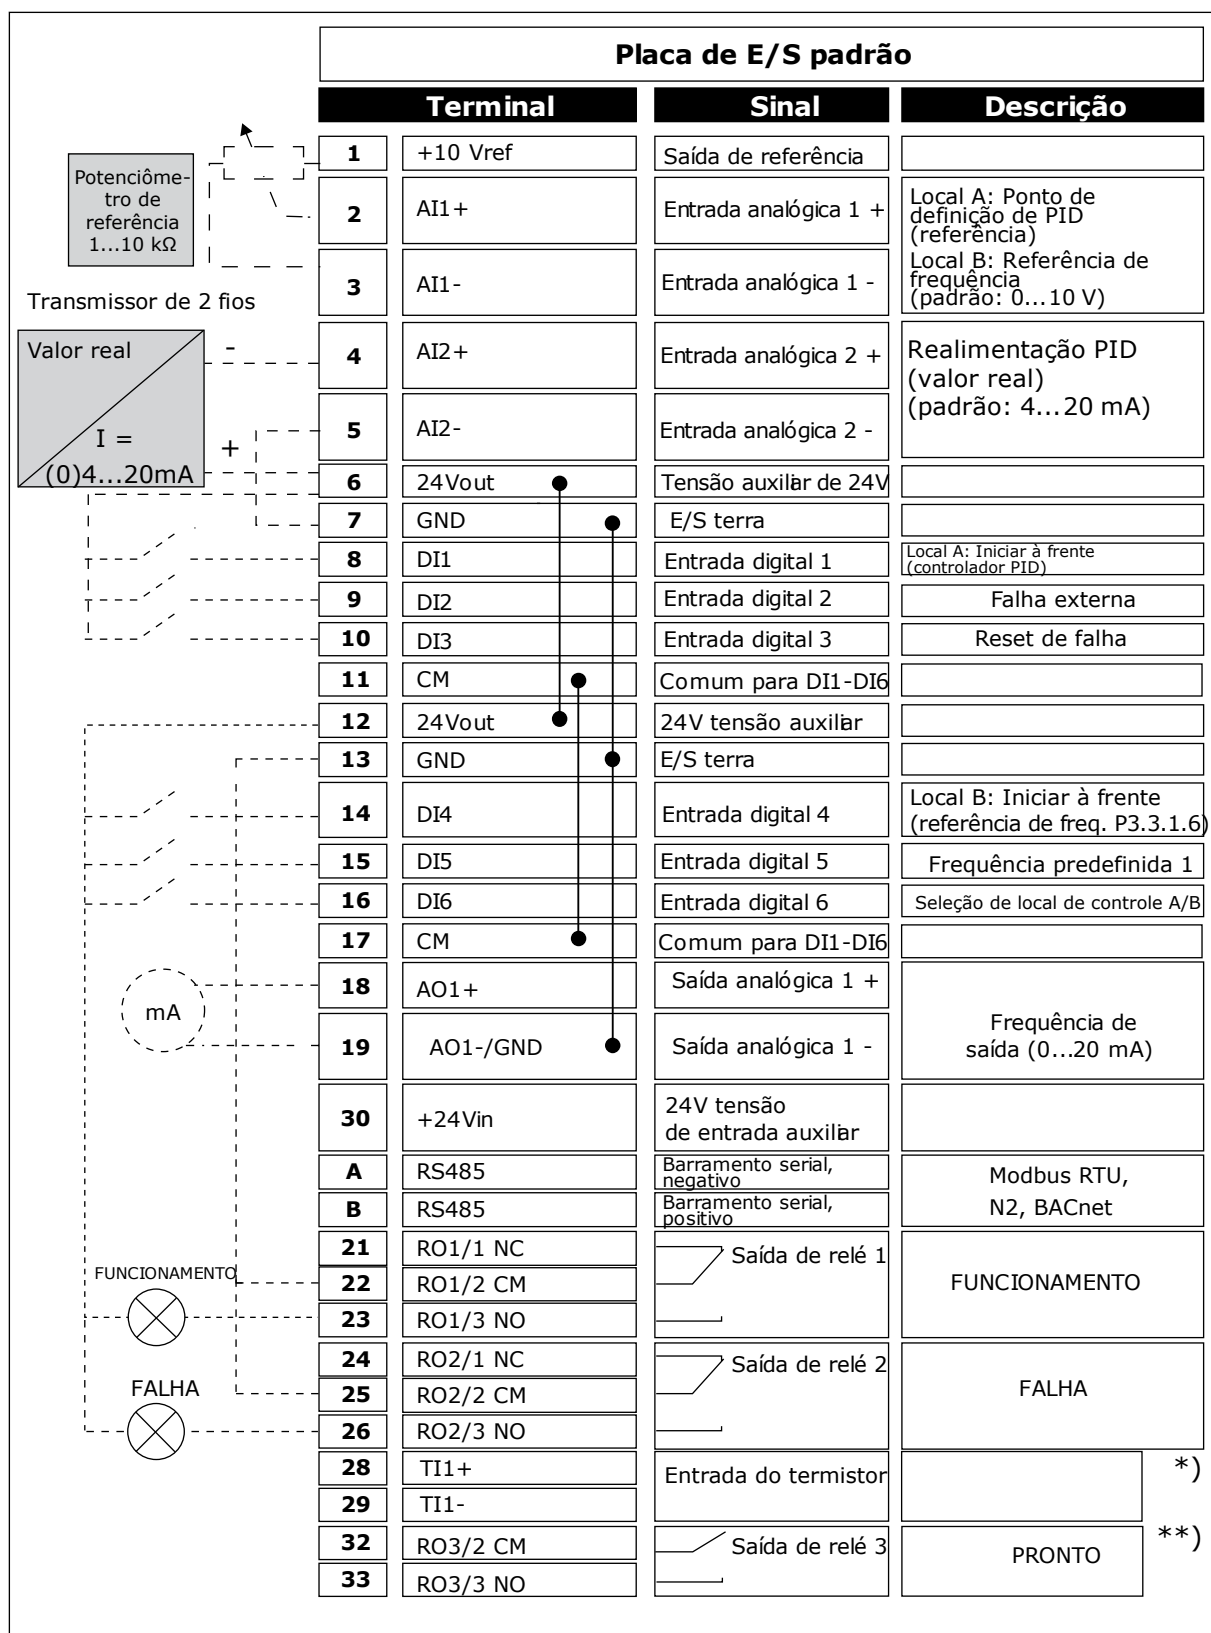 Placa de E/S padrão
Terminal Sinal Descrição
1 +10 Vref Saída de referência
Potenciôme-
tro de
referência
1...10 kΩ
2 AI1+ Entrada analógica 1 +
Local A: Ponto de
definição de PID
(referência)
Local B: Referência de
frequência
(padrão: 0...10 V)
3 AI1- Entrada analógica 1 -
Transmissor de 2 fios
Valor real
-
I =
+
(0)4...20mA
4 AI2+ Entrada analógica 2 +
Realimentação PID
(valor real)
(padrão: 4...20 mA)
5 AI2- Entrada analógica 2 -
6 24Vout Tensão auxiliar de 24V
7 GND E/S terra
8 DI1 Entrada digital 1
Local A: Iniciar à frente
(controlador PID)
9 DI2 Entrada digital 2 Falha externa
10 DI3 Entrada digital 3 Reset de falha
11 CM Comum para DI1-DI6
12 24Vout 24V tensão auxiliar
13 GND E/S terra
14 DI4 Entrada digital 4
Local B: Iniciar à frente
(referência de freq. P3.3.1.6)
15 DI5 Entrada digital 5 Frequência predefinida 1
16 DI6 Entrada digital 6 Seleção de local de controle A/B
17 CM Comum para DI1-DI6
mA
18 AO1+ Saída analógica 1 +
Frequência de
saída (0...20 mA)
19 AO1-/GND Saída analógica 1 -
30 +24Vin
24V tensão
de entrada auxiliar
A RS485
Barramento serial,
negativo
Modbus RTU,
N2, BACnet
B RS485
Barramento serial,
positivo
21 RO1/1 NC Saída de relé 1
FUNCIONAMENTO
22 RO1/2 CM FUNCIONAMENTO
23 RO1/3 NO
24 RO2/1 NC Saída de relé 2
FALHA
25 RO2/2 CM FALHA
26 RO2/3 NO
28 TI1+ Entrada do termistor *)
29 TI1-
32 RO3/2 CM Saída de relé 3 PRONTO **)
33 RO3/3 NO